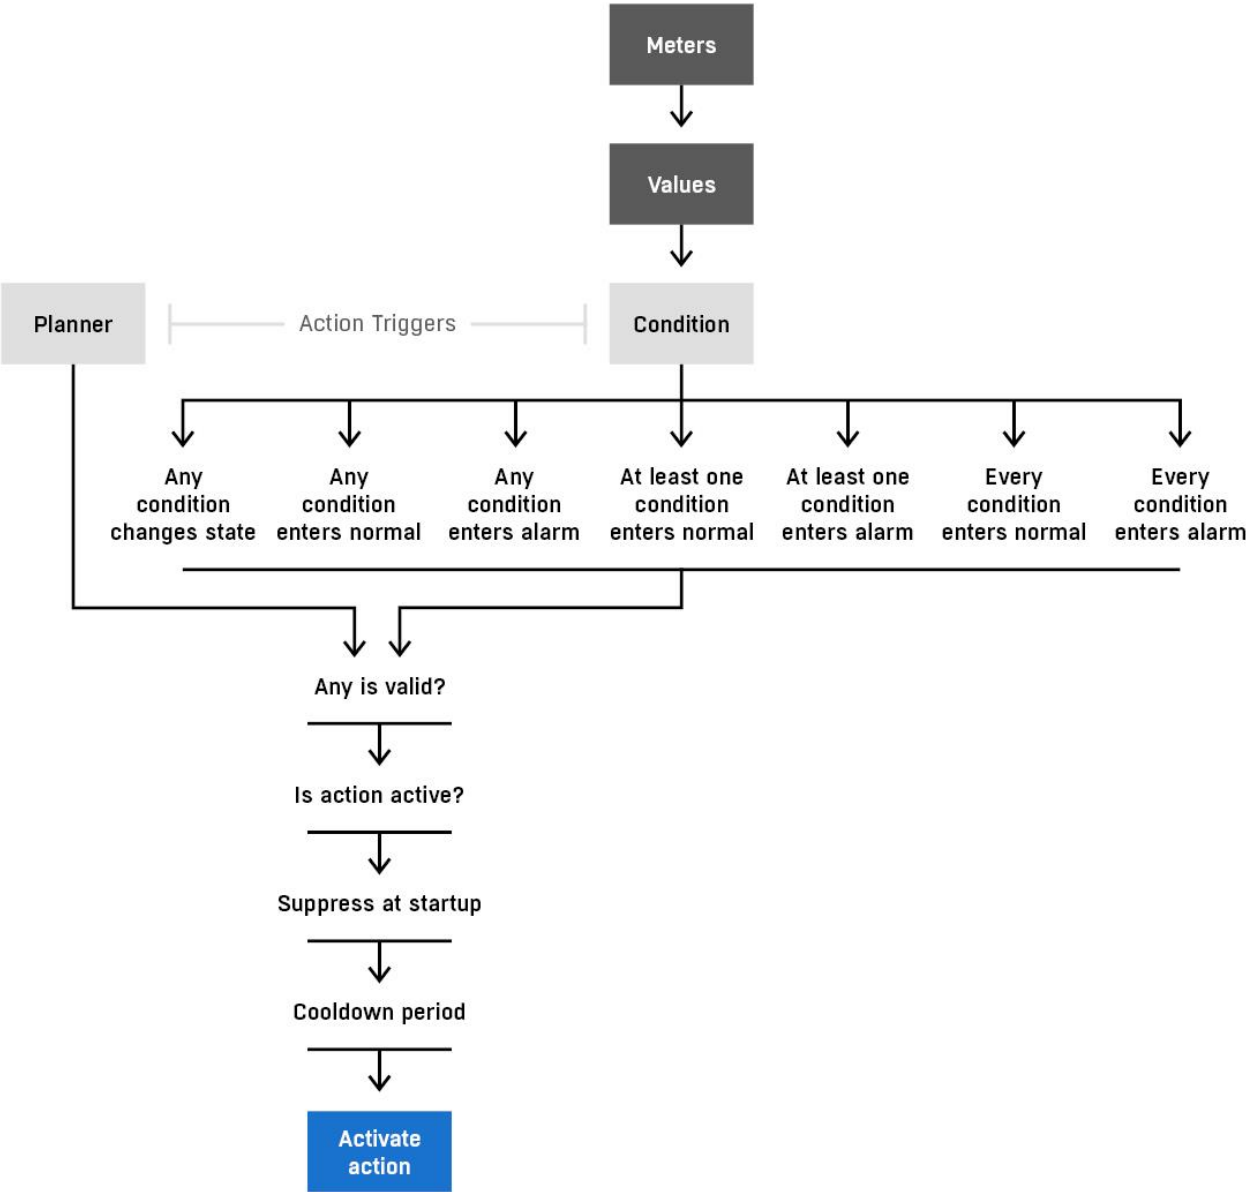 Meters
Values
Planner
Action Triggers
Condition
Any
condition
changes state
Any
condition
enters normal
Any
condition
enters alarm
At least one
condition
enters normal
At least one
condition
enters alarm
Every
condition
enters normal
Every
condition
enters alarm
Any is valid?
Is action active?
Suppress at startup
Cooldown period
Activate
action